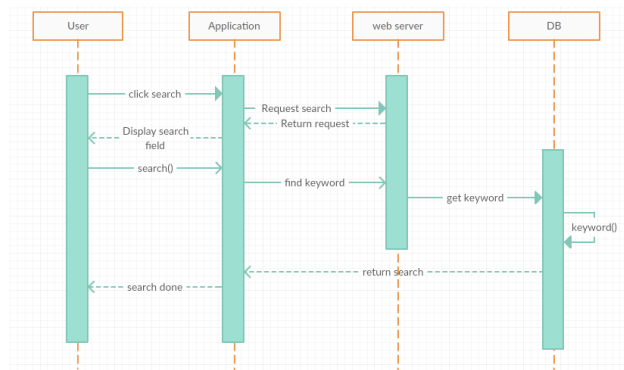 User
Application
web server
DB
click search
Request search
Return request
Display search
field
search()
find keyword
get keyword
keyword()
return search
search done